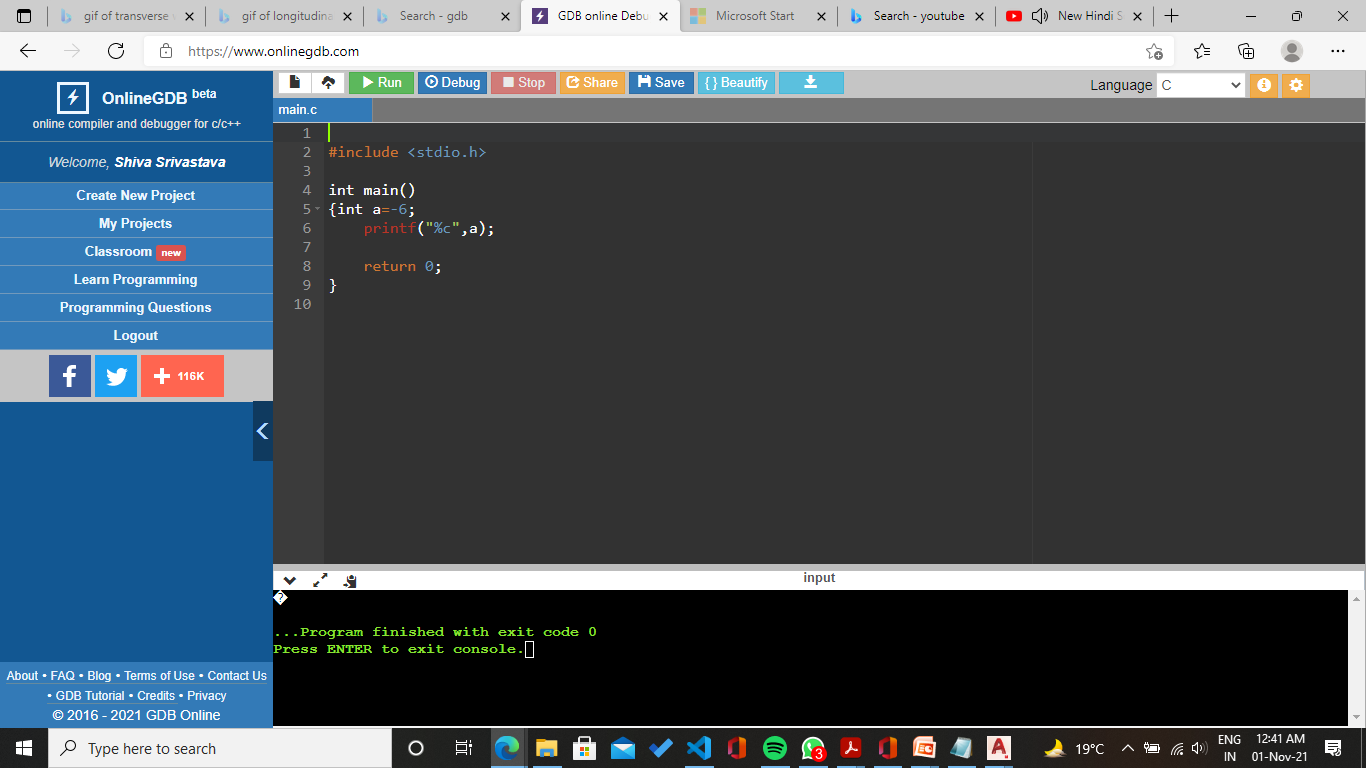 gif of transverse
gif of longitudina
Search - gdb
GDB online Debu
Microsoft Start
Search - youtube
New Hindi S
https://www.onlinegdb.com
OnlineGDB beta
online compiler and debugger for c/c++
Welcome, Shiva Srivastava
Create New Project
My Projects
Classroom new
Learn Programming
Programming Questions
Logout
116K
About • FAQ • Blog • Terms of Use • Contact Us
• GDB Tutorial • Credits • Privacy
© 2016 - 2021 GDB Online
Run Debug Stop Share Save { } Beautify
Language C
main.c
1
2 #include <stdio.h>
3
4 int main()
5 {int a=-6;
6 printf("%c",a);
7
8 return 0;
9 }
10
input
�
...Program finished with exit code 0
Press ENTER to exit console.
Type here to search
3
19°C
ENG
IN
12:41 AM
01-Nov-21